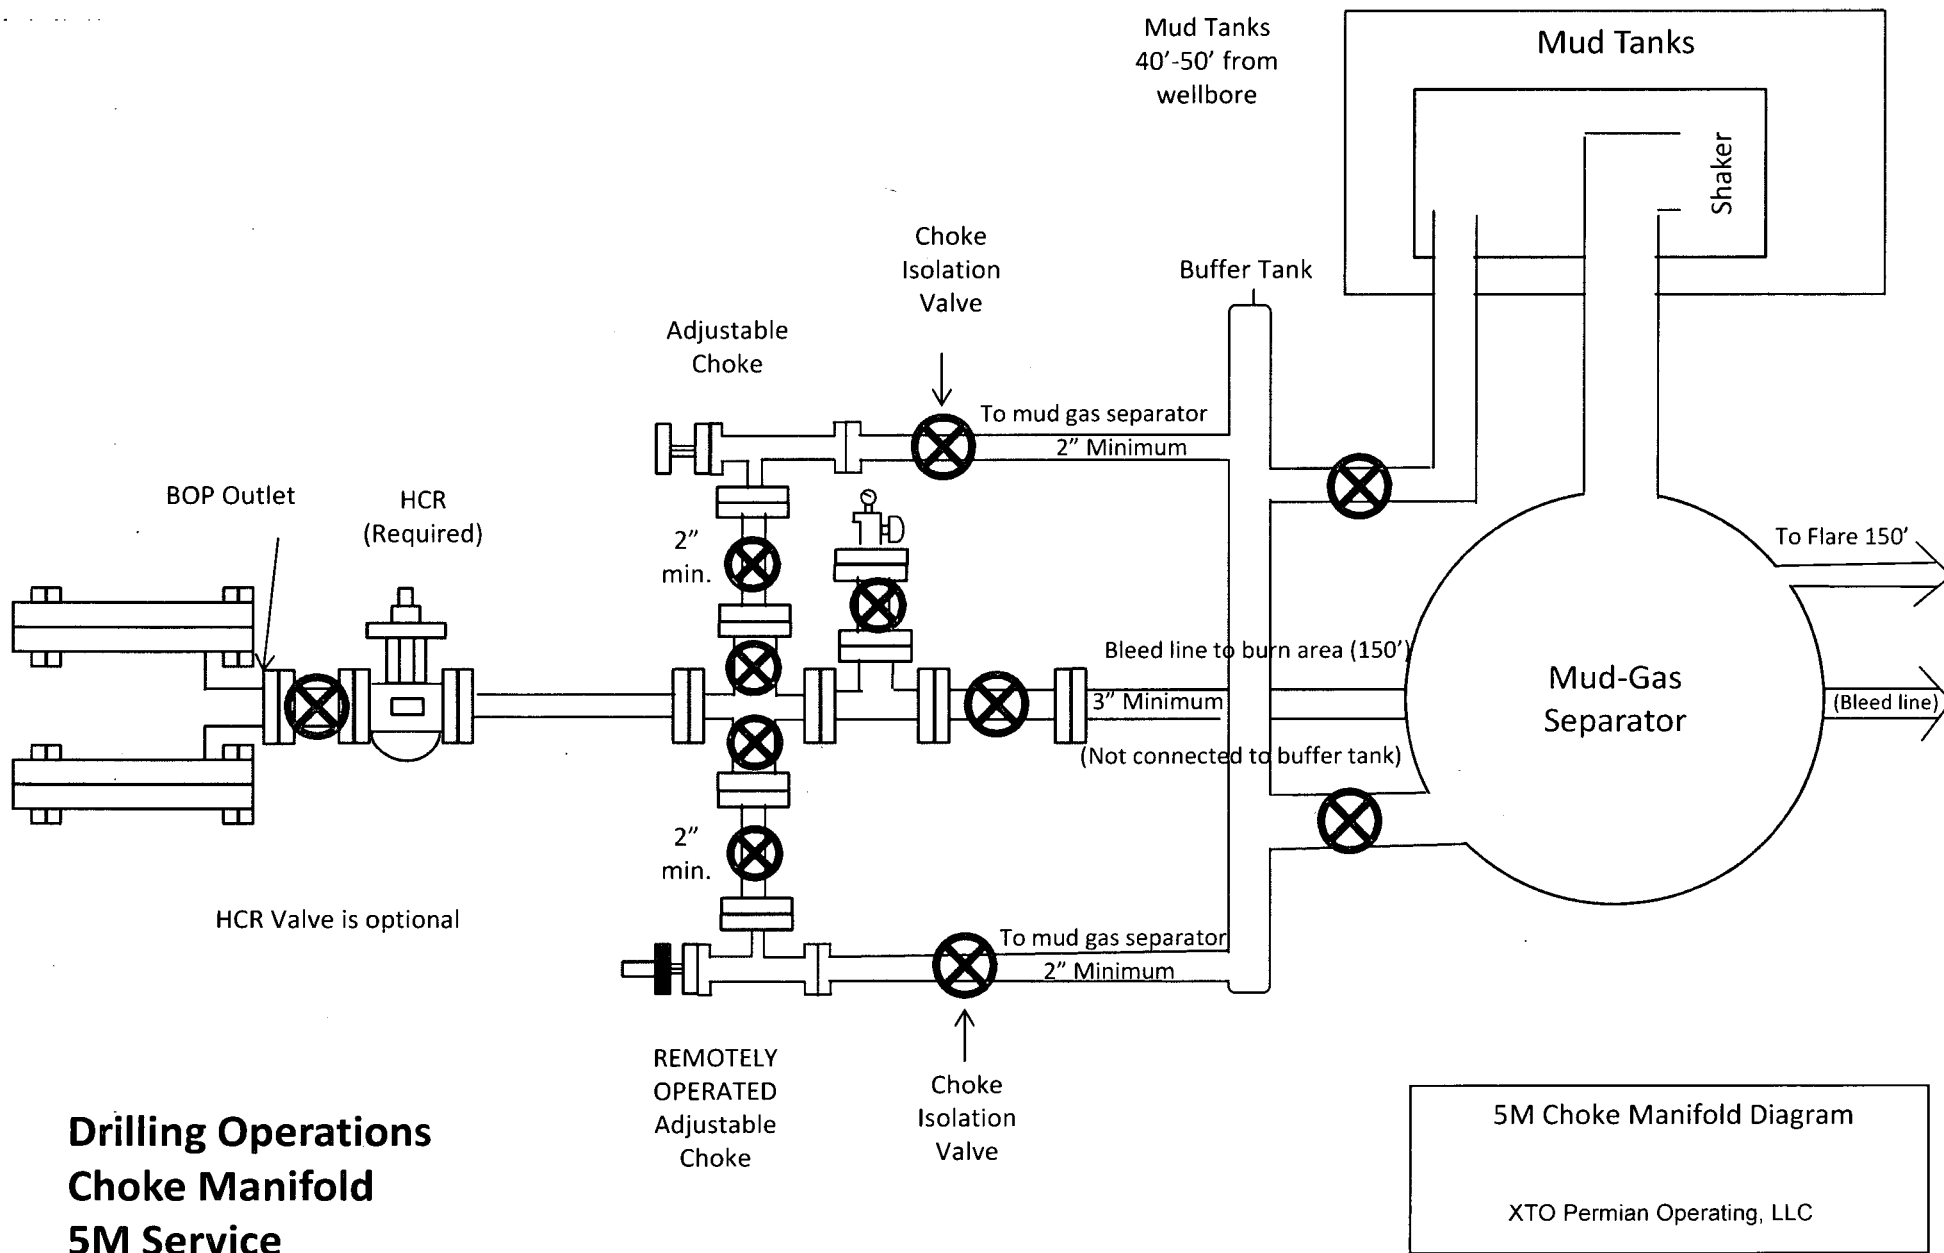 Mud Tanks
40’-50’ from
wellbore
Mud Tanks
Shaker
Choke
Isolation
Valve
Buffer Tank
Adjustable
Choke
To mud gas separator
2” Minimum
BOP Outlet
HCR
(Required)
2”
min.
To Flare 150’
Bleed line to burn area (150’)
3” Minimum
(Not connected to buffer tank)
Mud-Gas
Separator
(Bleed line)
2”
min.
HCR Valve is optional
To mud gas separator
2” Minimum
REMOTELY
OPERATED
Adjustable
Choke
Choke
Isolation
Valve
Drilling Operations
Choke Manifold
5M Service
5M Choke Manifold Diagram
XTO Permian Operating, LLC